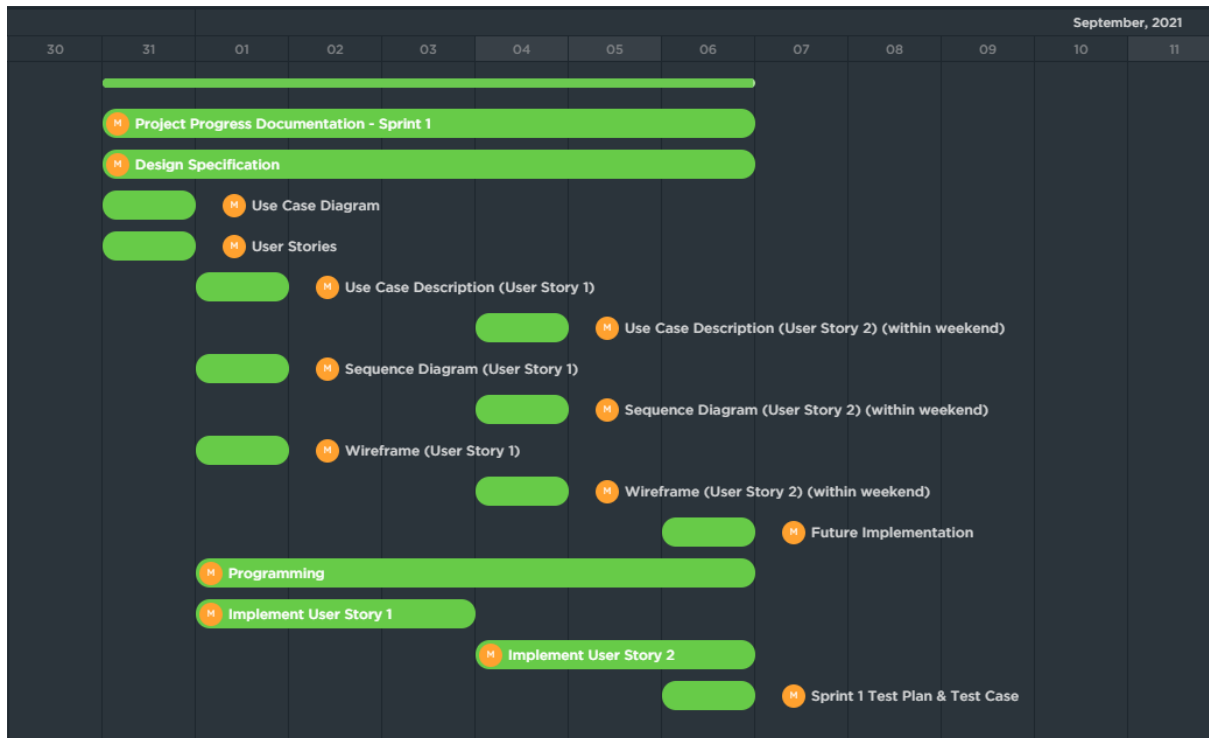 September, 2021
30 31 01 02 03 04 05 06 07 08 09 10 11
M Project Progress Documentation - Sprint 1
M Design Specification
M Use Case Diagram
M User Stories
M Use Case Description (User Story 1)
M Use Case Description (User Story 2) (within weekend)
M Sequence Diagram (User Story 1)
M Sequence Diagram (User Story 2) (within weekend)
M Wireframe (User Story 1)
M Wireframe (User Story 2) (within weekend)
M Future Implementation
M Programming
M Implement User Story 1
M Implement User Story 2
M Sprint 1 Test Plan & Test Case